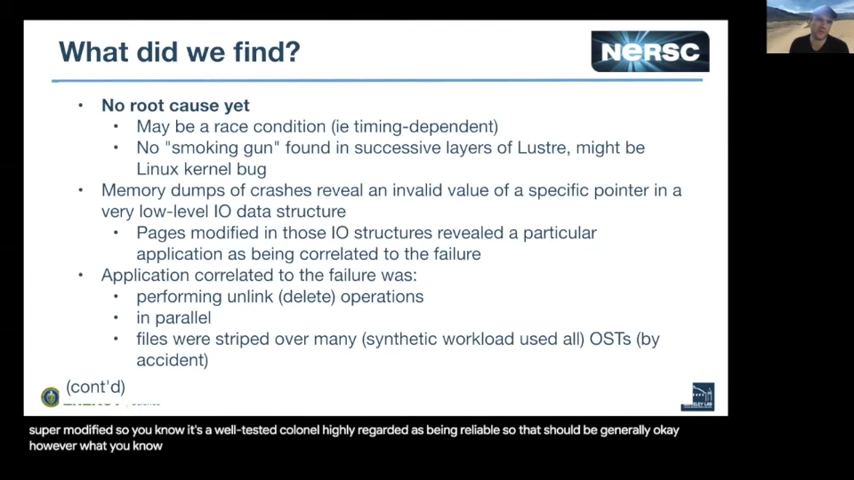 What did we find?
NERSC
• No root cause yet
• May be a race condition (ie timing-dependent)
• No "smoking gun" found in successive layers of Lustre, might be
Linux kernel bug
• Memory dumps of crashes reveal an invalid value of a specific pointer in a
very low-level IO data structure
• Pages modified in those IO structures revealed a particular
application as being correlated to the failure
• Application correlated to the failure was:
• performing unlink (delete) operations
• in parallel
• files were striped over many (synthetic workload used all) OSTs (by
accident)
(cont'd)
super modified so you know it's a well-tested colonel highly regarded as being reliable so that should be generally okay
however what you know